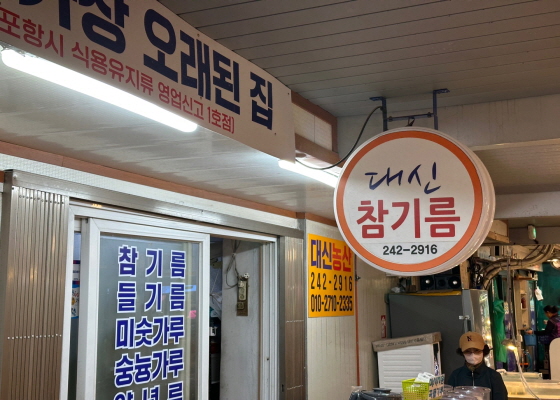 가장 오래된 집
포항시 식용유지류 영업신고 1호점)
대신
참기름
242-2916
대신농산
242-2916
010-2710-2335
참기름
들기름
미숫가루
숭늉가루